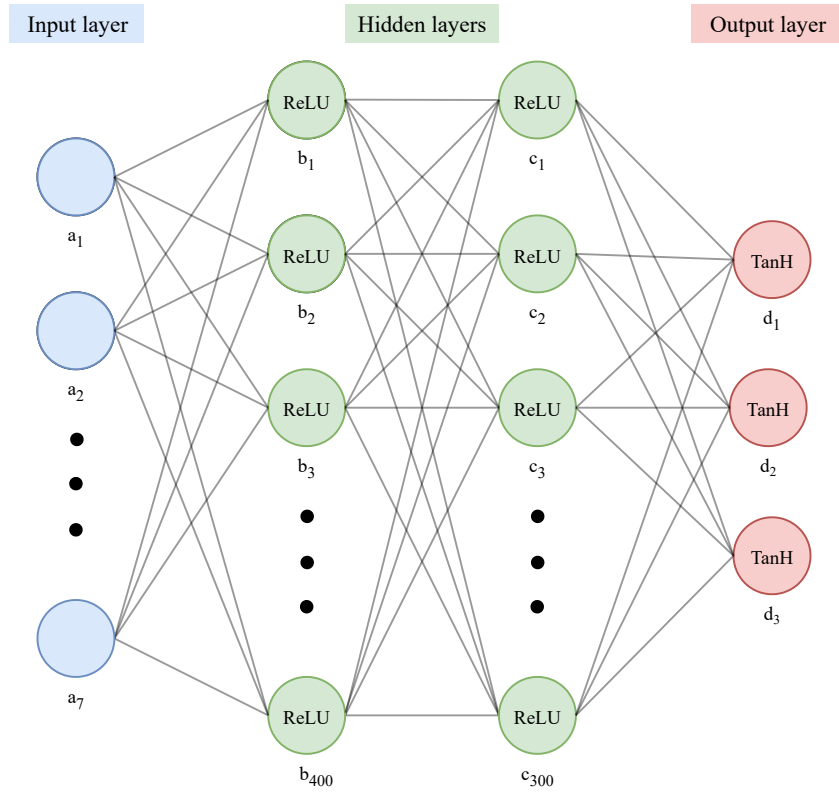 Input layer
Hidden layers
Output layer
ReLU
b1
ReLU
b2
ReLU
b3
ReLU
b400
ReLU
c1
ReLU
c2
ReLU
c3
ReLU
c300
a1
a2
a7
TanH
d1
TanH
d2
TanH
d3